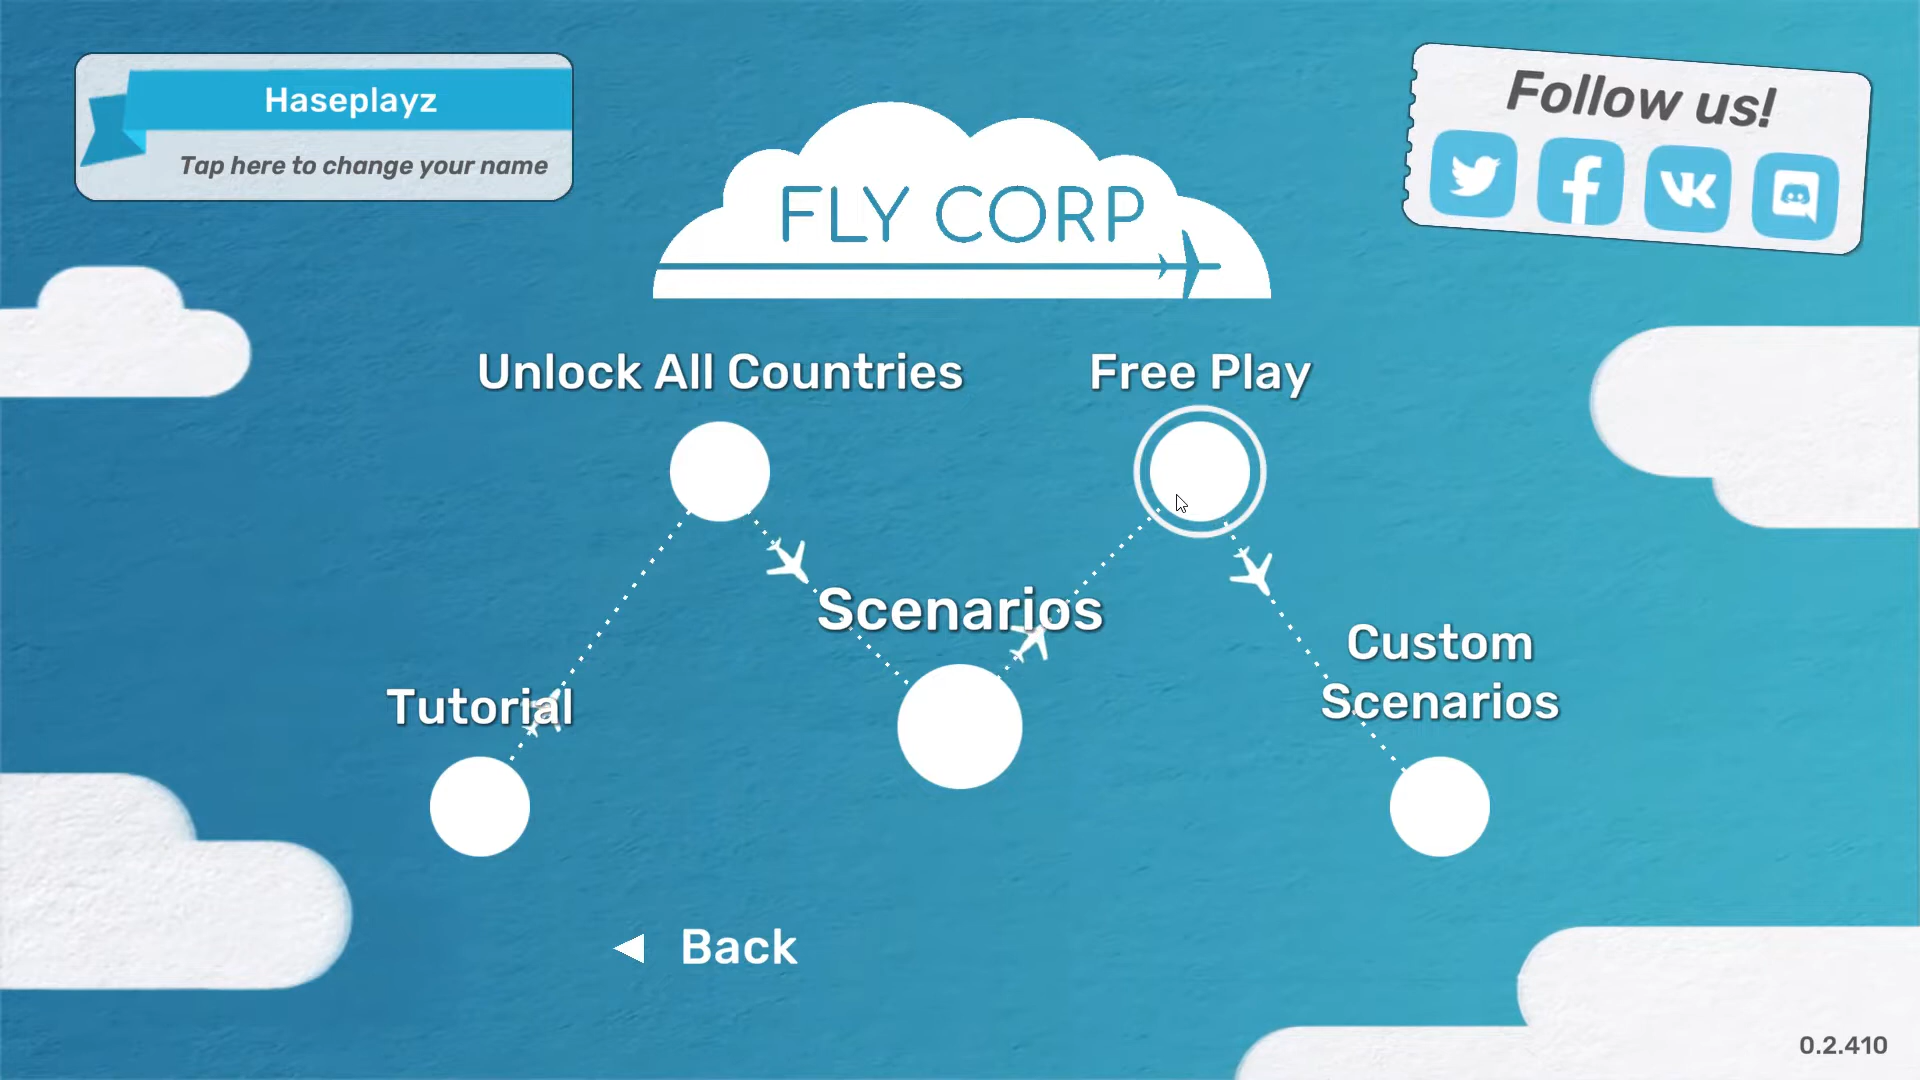 Haseplayz
Tap here to change your name
Follow us!
FLY CORP
Unlock All Countries
Free Play
Scenarios
Custom
Scenarios
Tutorial
Back
0.2.410